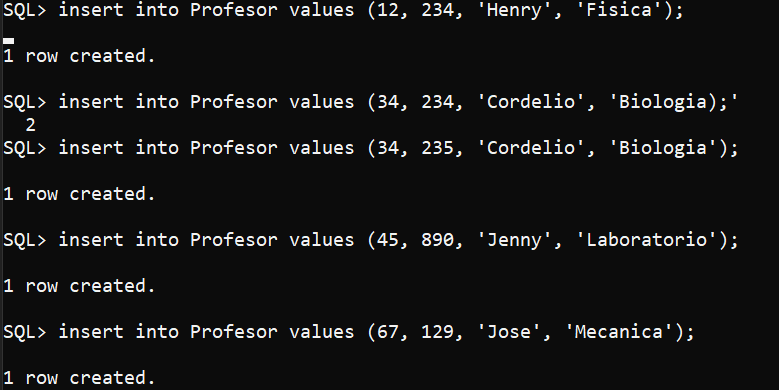 SQL> insert into Profesor values (12, 234, 'Henry', 'Fisica');
1 row created.
SQL> insert into Profesor values (34, 234, 'Cordelio', 'Biologia);'
2
SQL> insert into Profesor values (34, 235, 'Cordelio', 'Biologia');
1 row created.
SQL> insert into Profesor values (45, 890, 'Jenny', 'Laboratorio');
1 row created.
SQL> insert into Profesor values (67, 129, 'Jose', 'Mecanica');
1 row created.